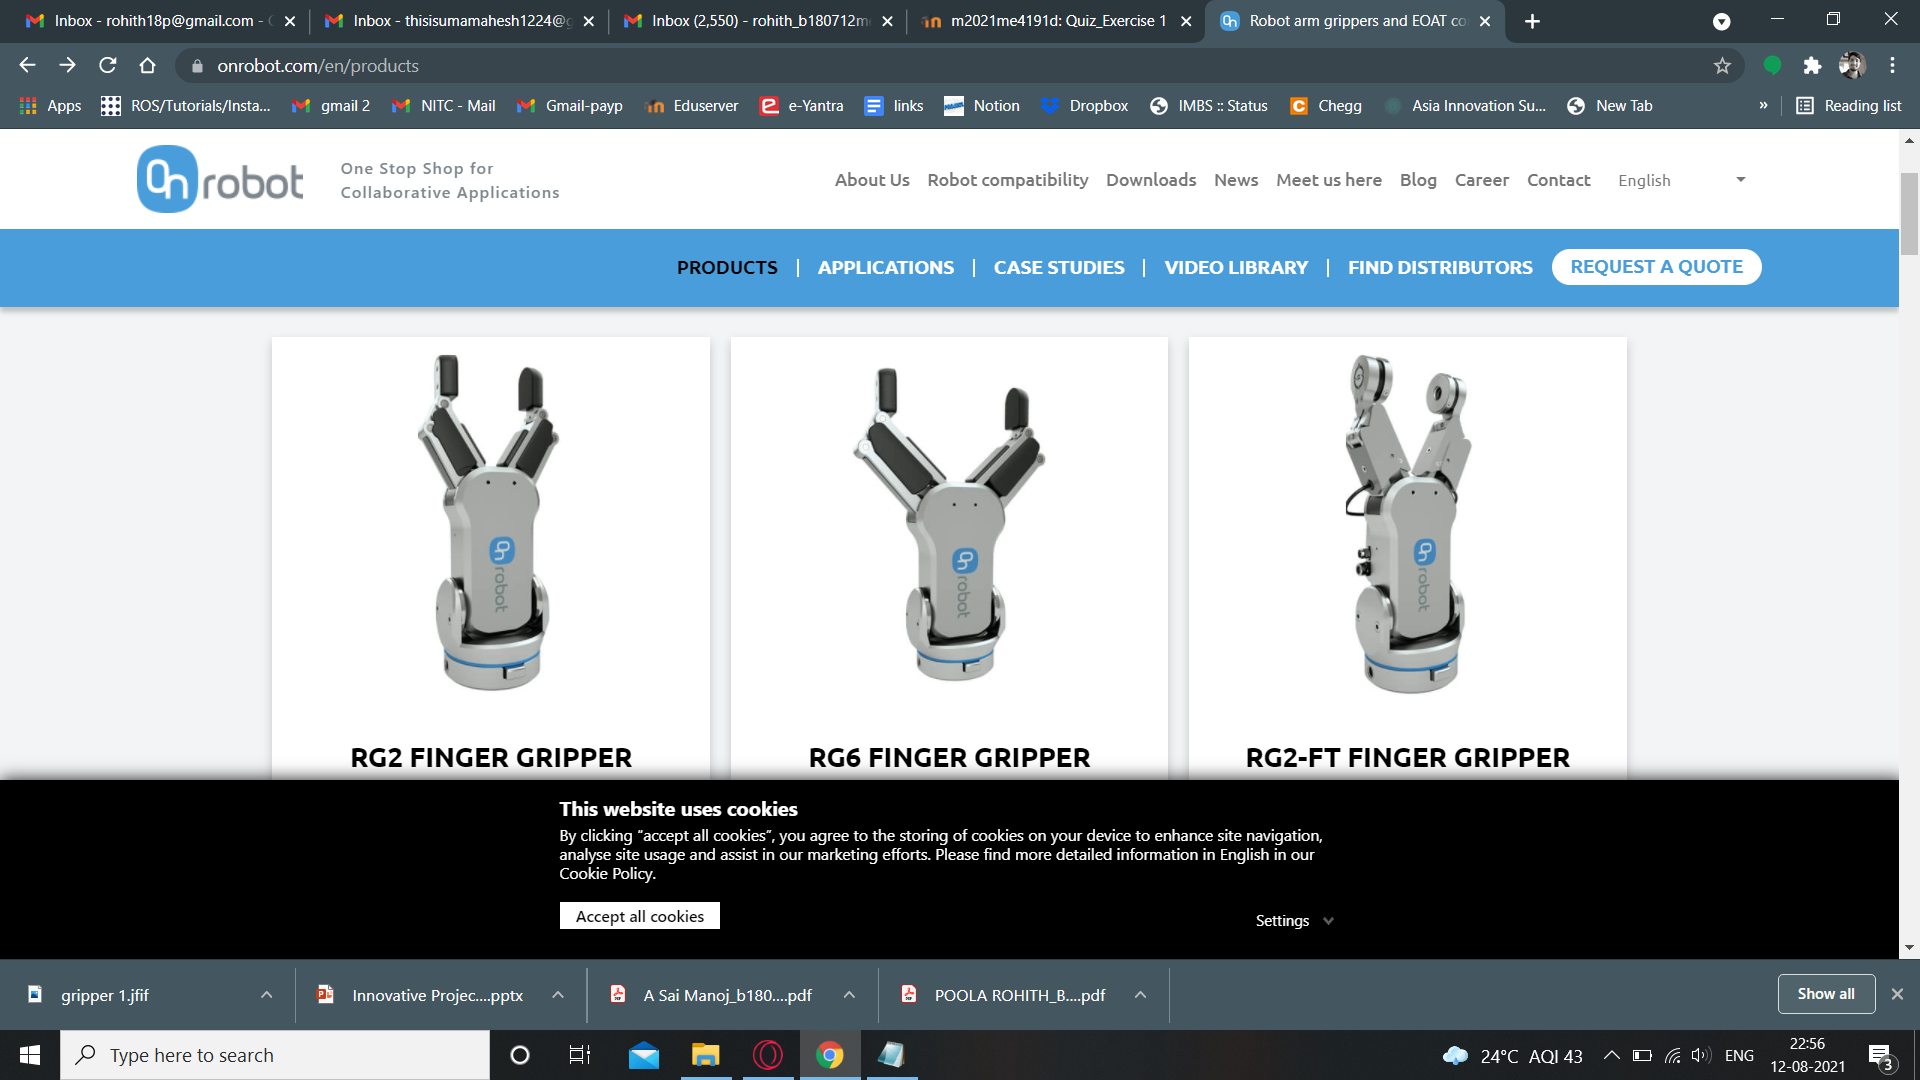 Inbox - rohith18p@gmail.com -
Inbox - thisisumamahesh1224@g
Inbox (2,550) - rohith_b180712m
m2021me4191d: Quiz_Exercise 1
Robot arm grippers and EOAT co
onrobot.com/en/products
Apps
ROS/Tutorials/Insta...
gmail 2
NITC - Mail
Gmail-payp
Eduserver
e-Yantra
links
Notion
Dropbox
IMBS :: Status
Chegg
Asia Innovation Su...
New Tab
»
Reading list
On robot
One Stop Shop for
Collaborative Applications
About Us
Robot compatibility
Downloads
News
Meet us here
Blog
Career
Contact
English
PRODUCTS | APPLICATIONS | CASE STUDIES | VIDEO LIBRARY | FIND DISTRIBUTORS
REQUEST A QUOTE
On robot
On robot
On robot
RG2 FINGER GRIPPER
RG6 FINGER GRIPPER
RG2-FT FINGER GRIPPER
This website uses cookies
By clicking “accept all cookies”, you agree to the storing of cookies on your device to enhance site navigation,
analyse site usage and assist in our marketing efforts. Please find more detailed information in English in our
Cookie Policy.
Accept all cookies
Settings
gripper 1.jfif
Innovative Projec....pptx
A Sai Manoj_b180....pdf
POOLA ROHITH_B....pdf
Show all
Type here to search
24°C AQI 43
ENG
22:56
12-08-2021
3